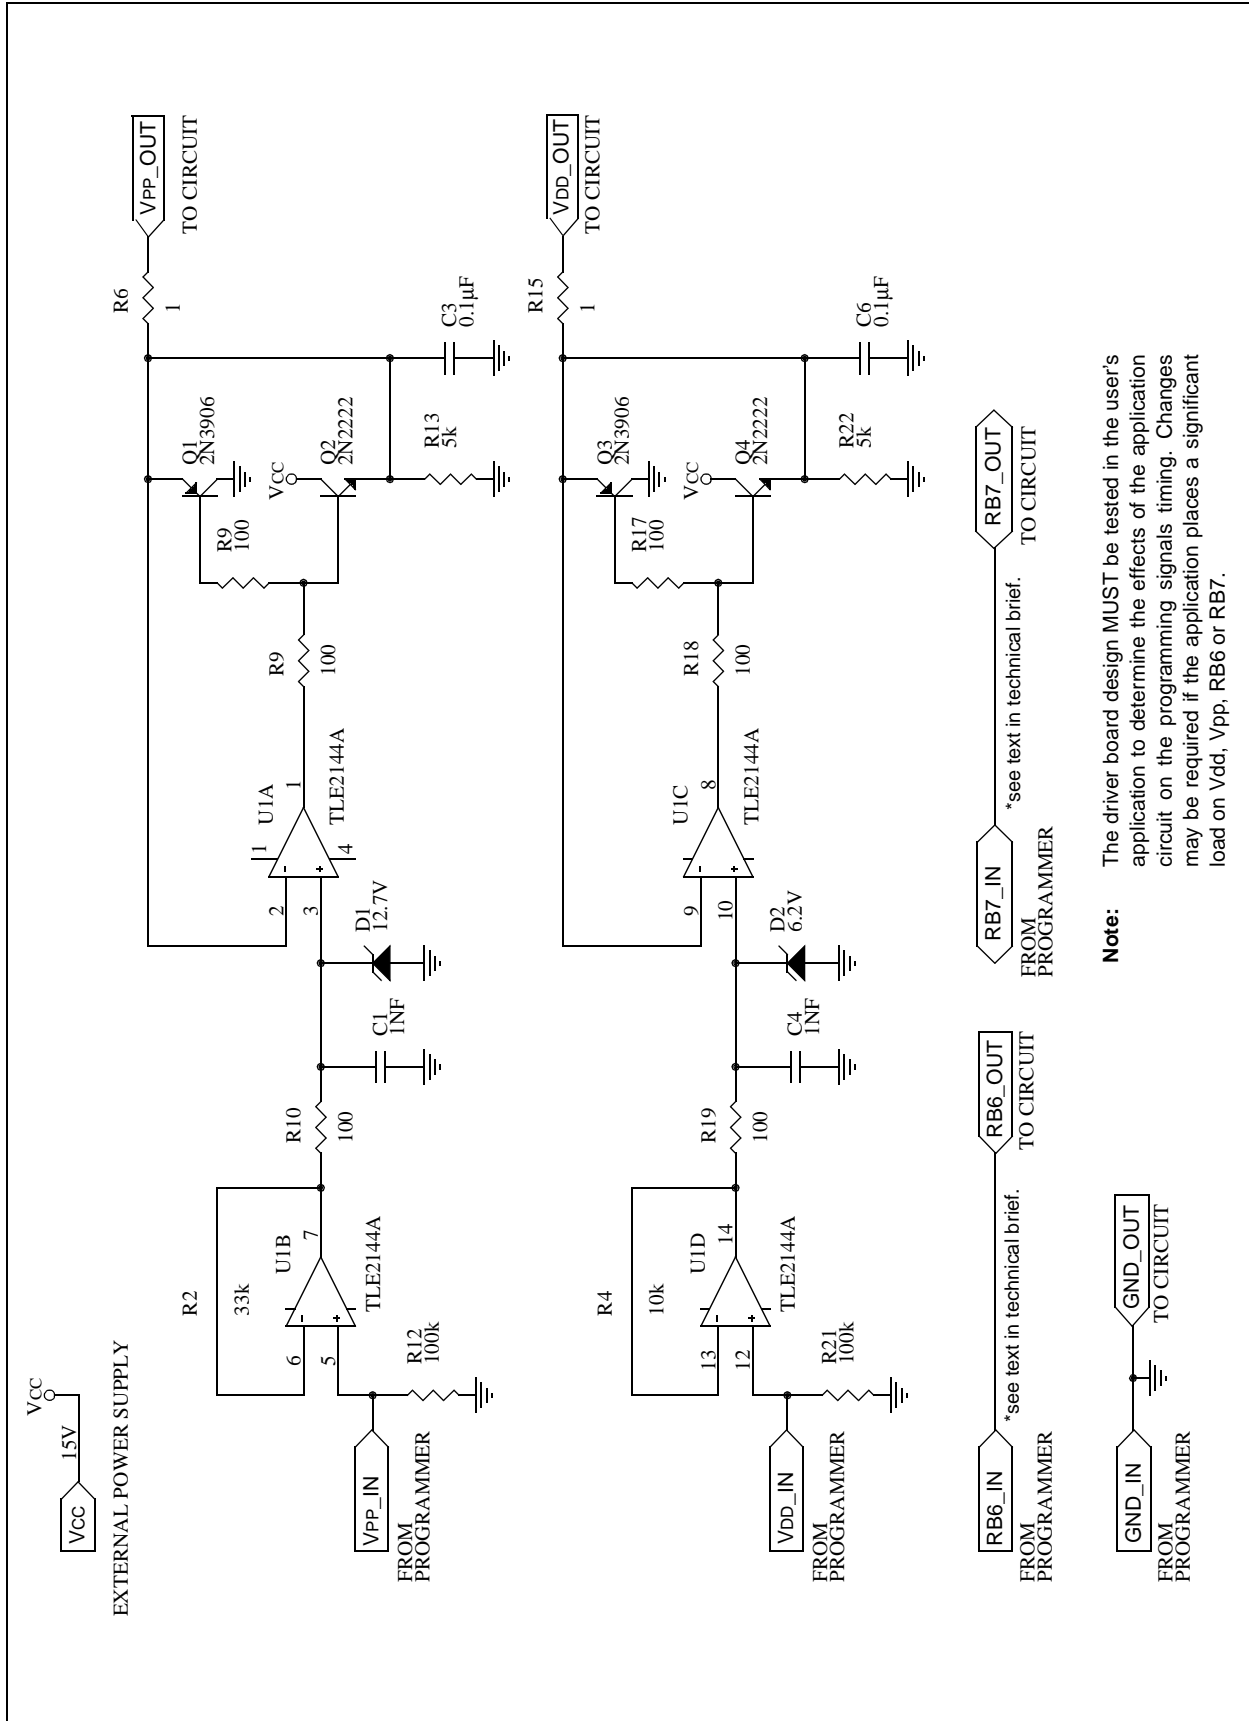 VCC
15V
VCC
EXTERNAL POWER SUPPLY
VPP_IN
FROM
PROGRAMMER
R12
100k
5
6
R2
33k
U1B
7
TLE2144A
R10
100
C1
1NF
D1
12.7V
2
3
1
4
U1A
1
TLE2144A
R9
100
R9
100
Q1
2N3906
VCC
Q2
2N2222
R13
5k
C3
0.1µF
R6
1
VPP_OUT
TO CIRCUIT
VDD_IN
FROM
PROGRAMMER
R21
100k
12
13
R4
10k
U1D
14
TLE2144A
R19
100
C4
1NF
D2
6.2V
9
10
U1C
8
TLE2144A
R18
100
R17
100
Q3
2N3906
VCC
Q4
2N2222
R22
5k
C6
0.1µF
R15
1
VDD_OUT
TO CIRCUIT
RB6_IN
FROM
PROGRAMMER
*see text in technical brief.
RB6_OUT
TO CIRCUIT
RB7_IN
FROM
PROGRAMMER
*see text in technical brief.
RB7_OUT
TO CIRCUIT
GND_IN
FROM
PROGRAMMER
GND_OUT
TO CIRCUIT
Note: The driver board design MUST be tested in the user's
application to determine the effects of the application
circuit on the programming signals timing. Changes
may be required if the application places a significant
load on Vdd, Vpp, RB6 or RB7.